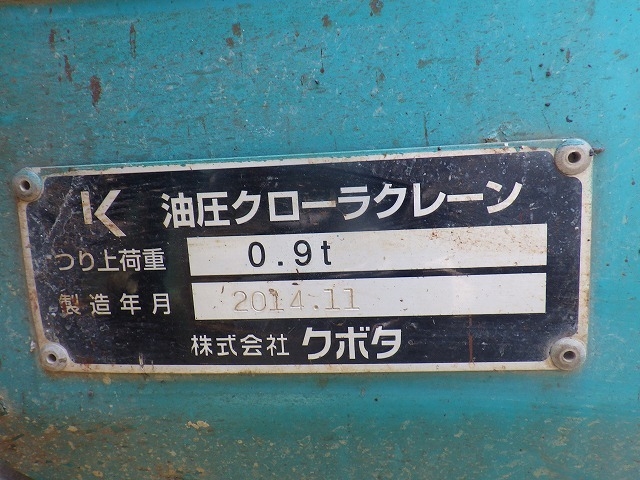 K 油圧クローラクレーン
つり上荷重 0.9t
製造年月 2014.11
株式会社 クボタ